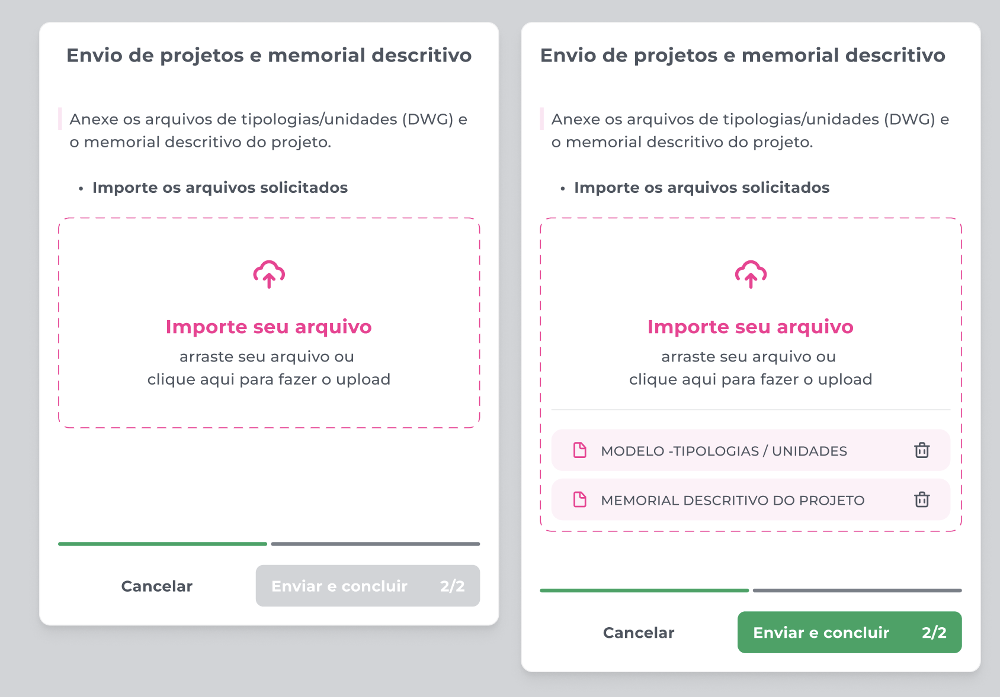 Envio de projetos e memorial descritivo
Anexe os arquivos de tipologias/unidades (DWG) e
o memorial descritivo do projeto.
• Importe os arquivos solicitados
Importe seu arquivo
arraste seu arquivo ou
clique aqui para fazer o upload
Cancelar
Enviar e concluir 2/2
Envio de projetos e memorial descritivo
Anexe os arquivos de tipologias/unidades (DWG) e
o memorial descritivo do projeto.
• Importe os arquivos solicitados
Importe seu arquivo
arraste seu arquivo ou
clique aqui para fazer o upload
MODELO -TIPOLOGIAS / UNIDADES
MEMORIAL DESCRITIVO DO PROJETO
Cancelar
Enviar e concluir 2/2